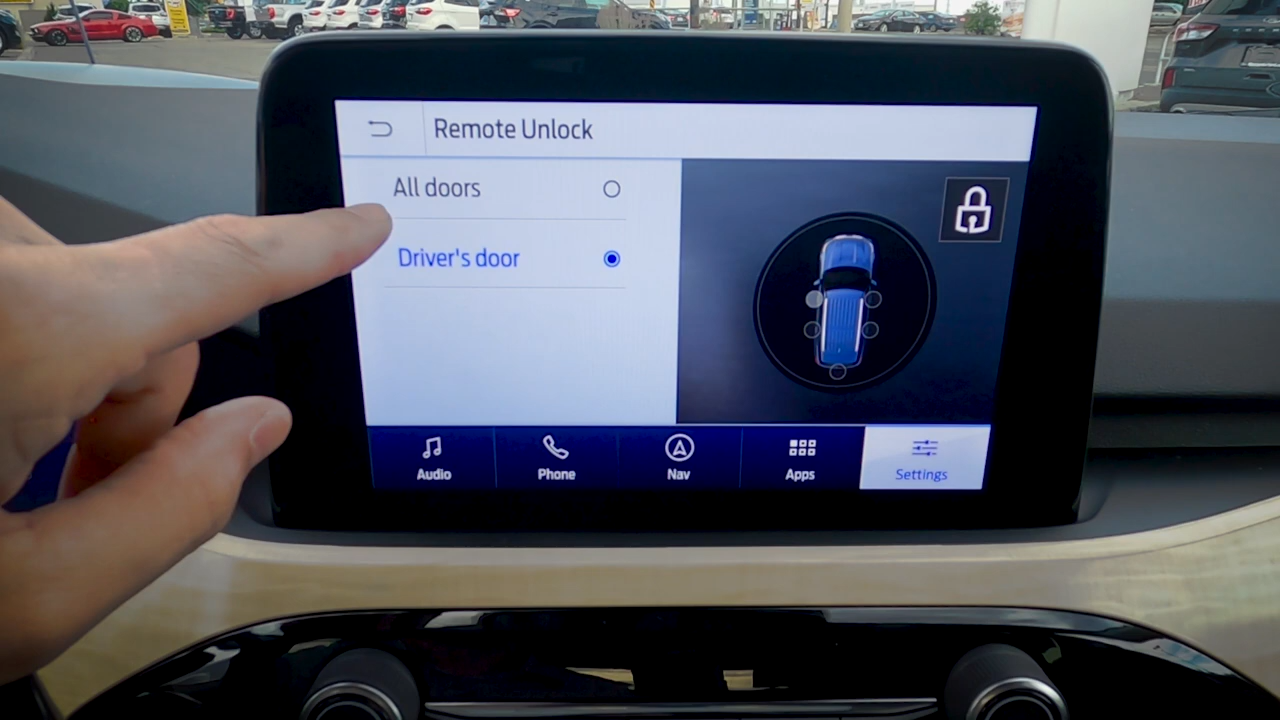 Remote Unlock
All doors
Driver's door
Audio
Phone
Nav
Apps
Settings